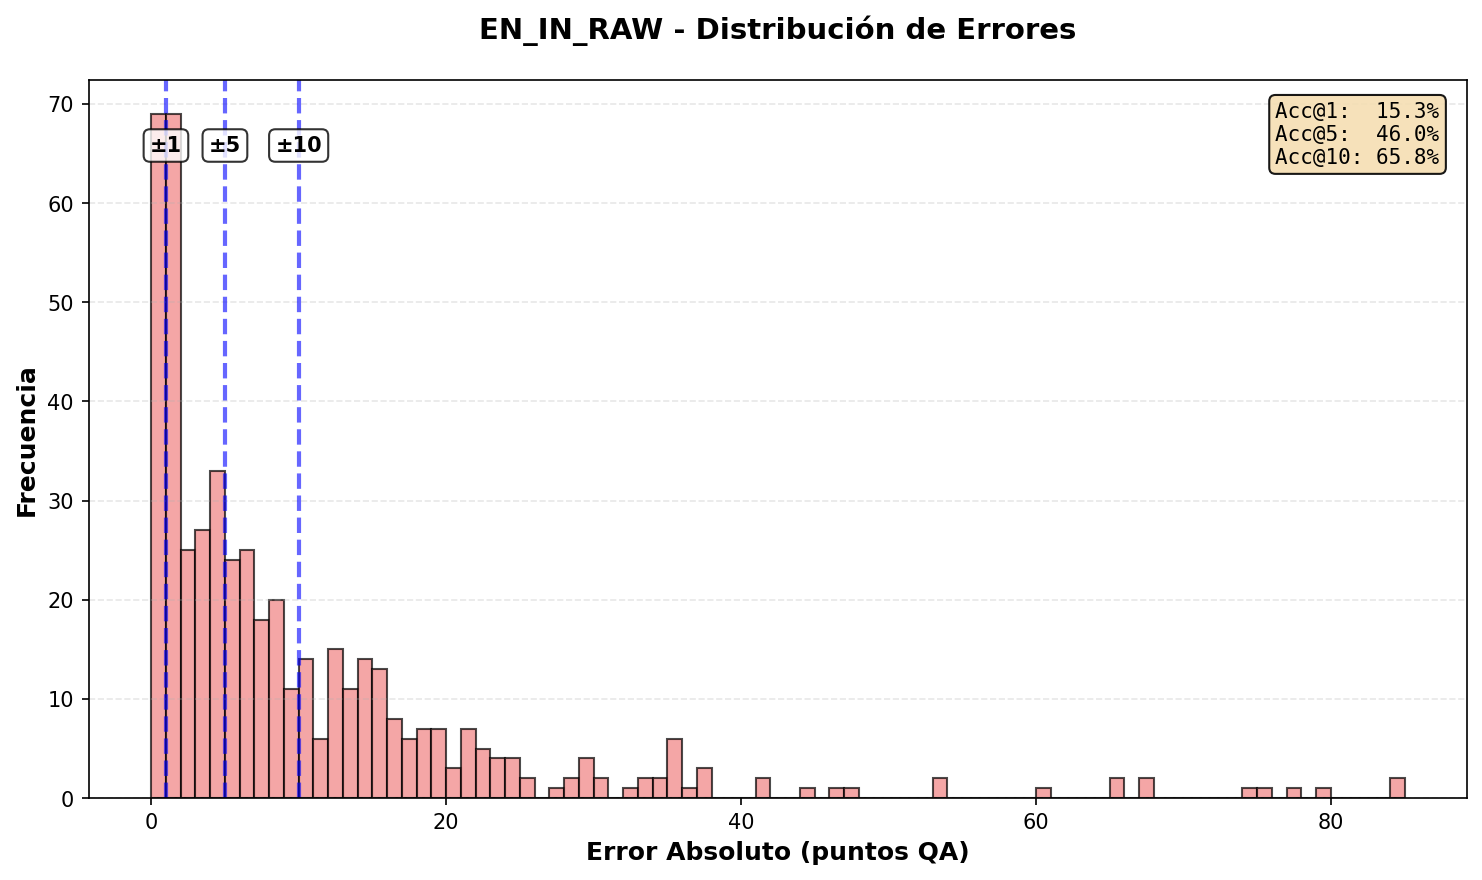 EN_IN_RAW - Distribución de Errores
70
60
50
40
30
20
10
0
Frecuencia
±1
±5
±10
Acc@1: 15.3%
Acc@5: 46.0%
Acc@10: 65.8%
0
20
40
60
80
Error Absoluto (puntos QA)